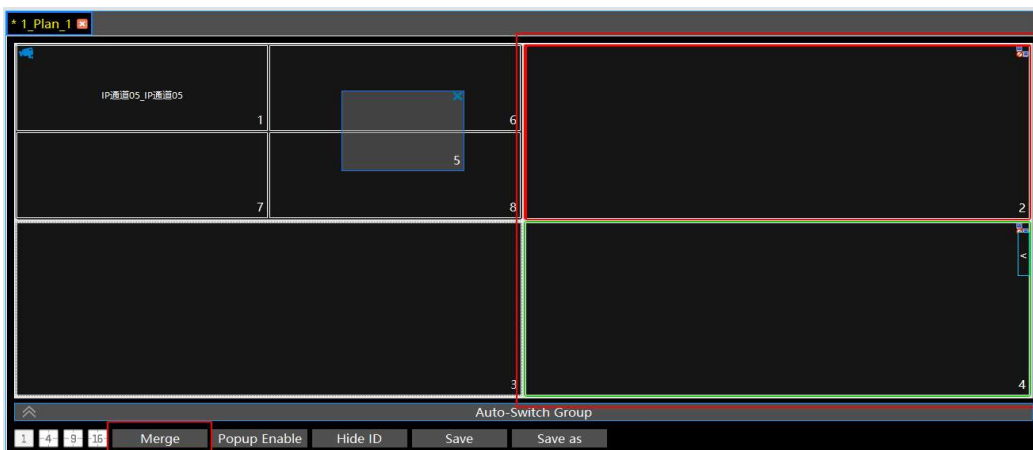 * 1_Plan_1
IP通道05_IP通道05
1
6
5
7
8
2
<
3
4
Auto-Switch Group
1 4 9 16 Merge Popup Enable Hide ID Save Save as